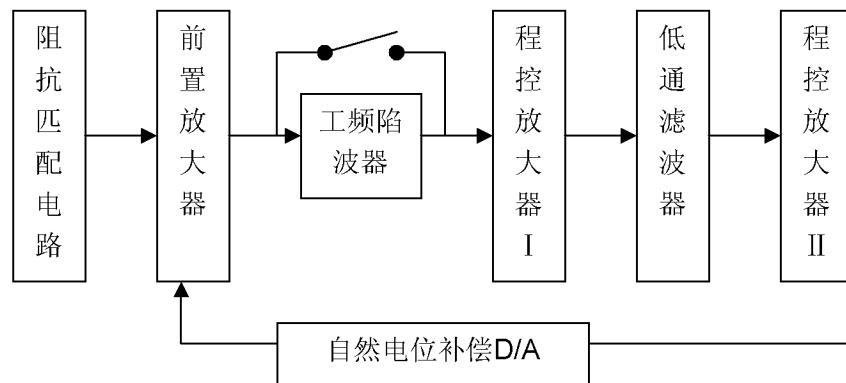 阻抗匹配电路
前置放大器
工频陷
波器
程控放大器Ⅰ
低通滤波器
程控放大器Ⅱ
自然电位补偿D/A